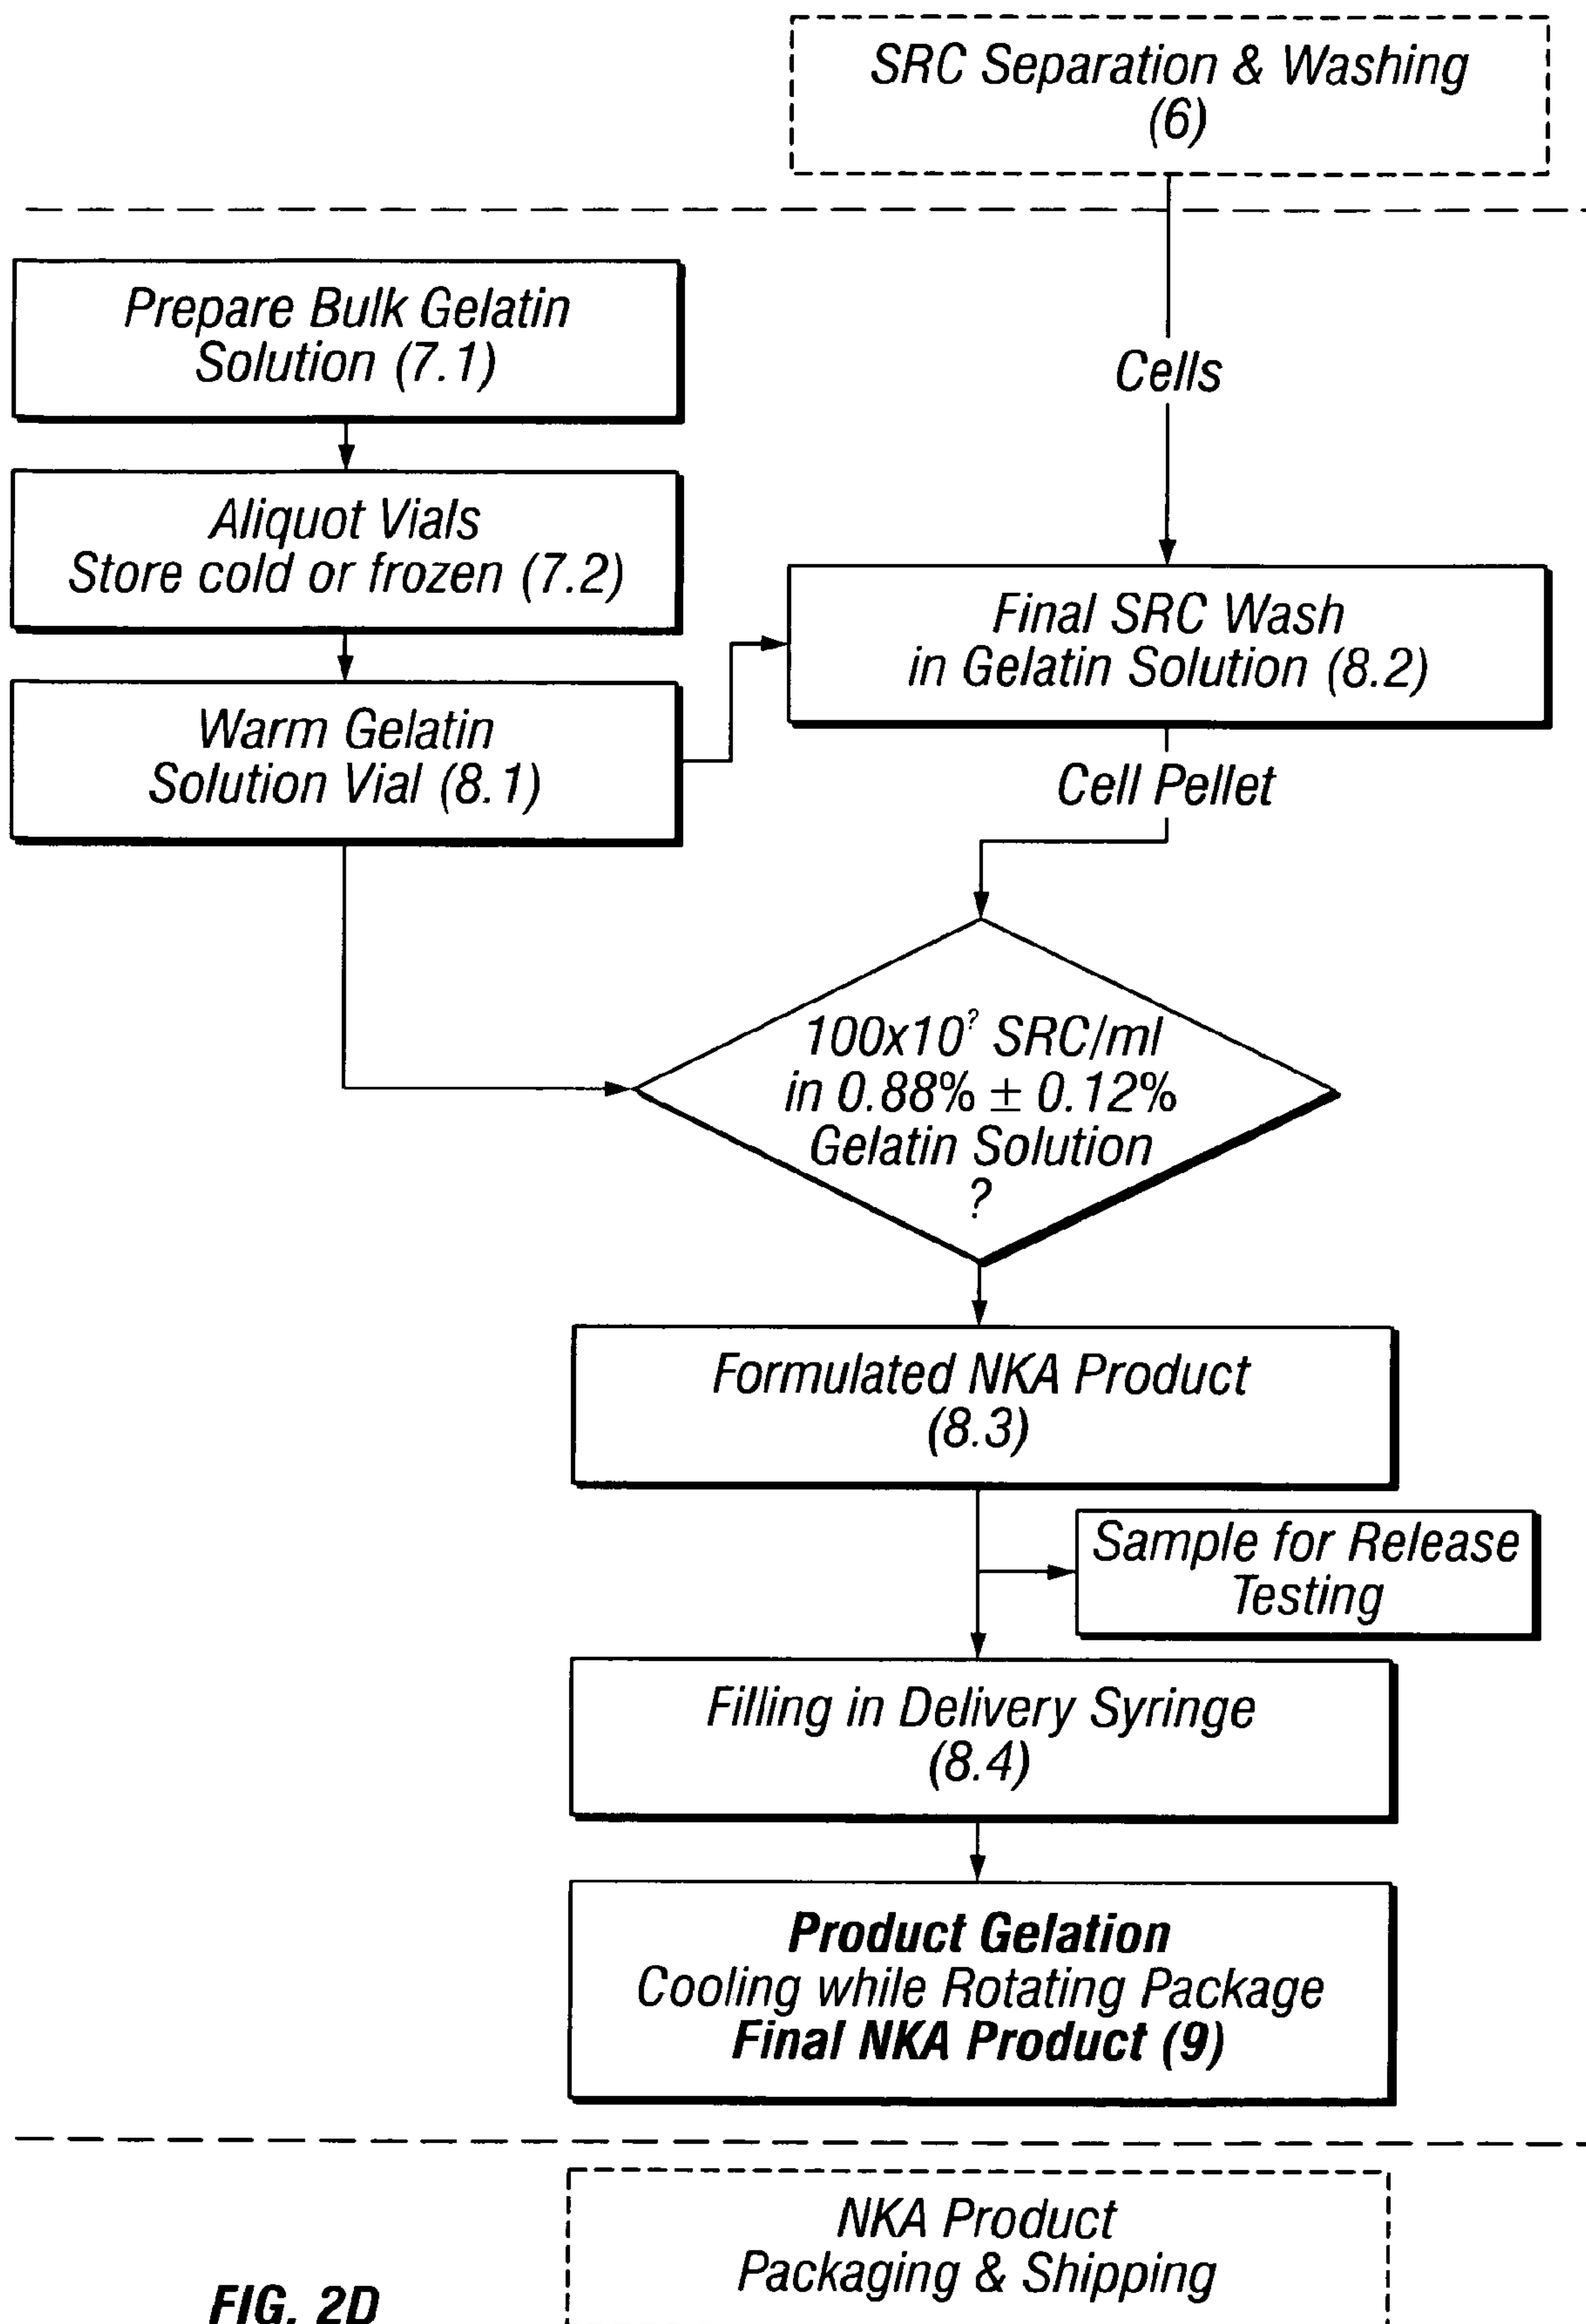 SRC Separation & Washing
(6)
Prepare Bulk Gelatin
Solution (7.1)
Cells
Aliquot Vials
Store cold or frozen (7.2)
Final SRC Wash
in Gelatin Solution (8.2)
Warm Gelatin
Solution Vial (8.1)
Cell Pellet
100x10? SRC/ml
in 0.88% ± 0.12%
Gelatin Solution
?
Formulated NKA Product
(8.3)
Sample for Release
Testing
Filling in Delivery Syringe
(8.4)
Product Gelation
Cooling while Rotating Package
Final NKA Product (9)
NKA Product
Packaging & Shipping
FIG. 2D